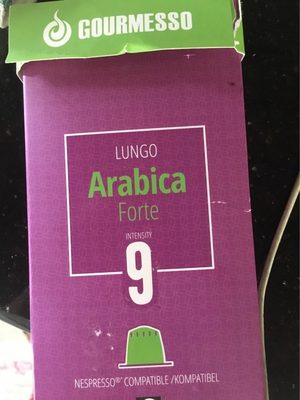 GOURMESSO
LUNGO
Arabica
Forte
INTENSITY
9
NESPRESSO®* COMPATIBLE /KOMPATIBEL